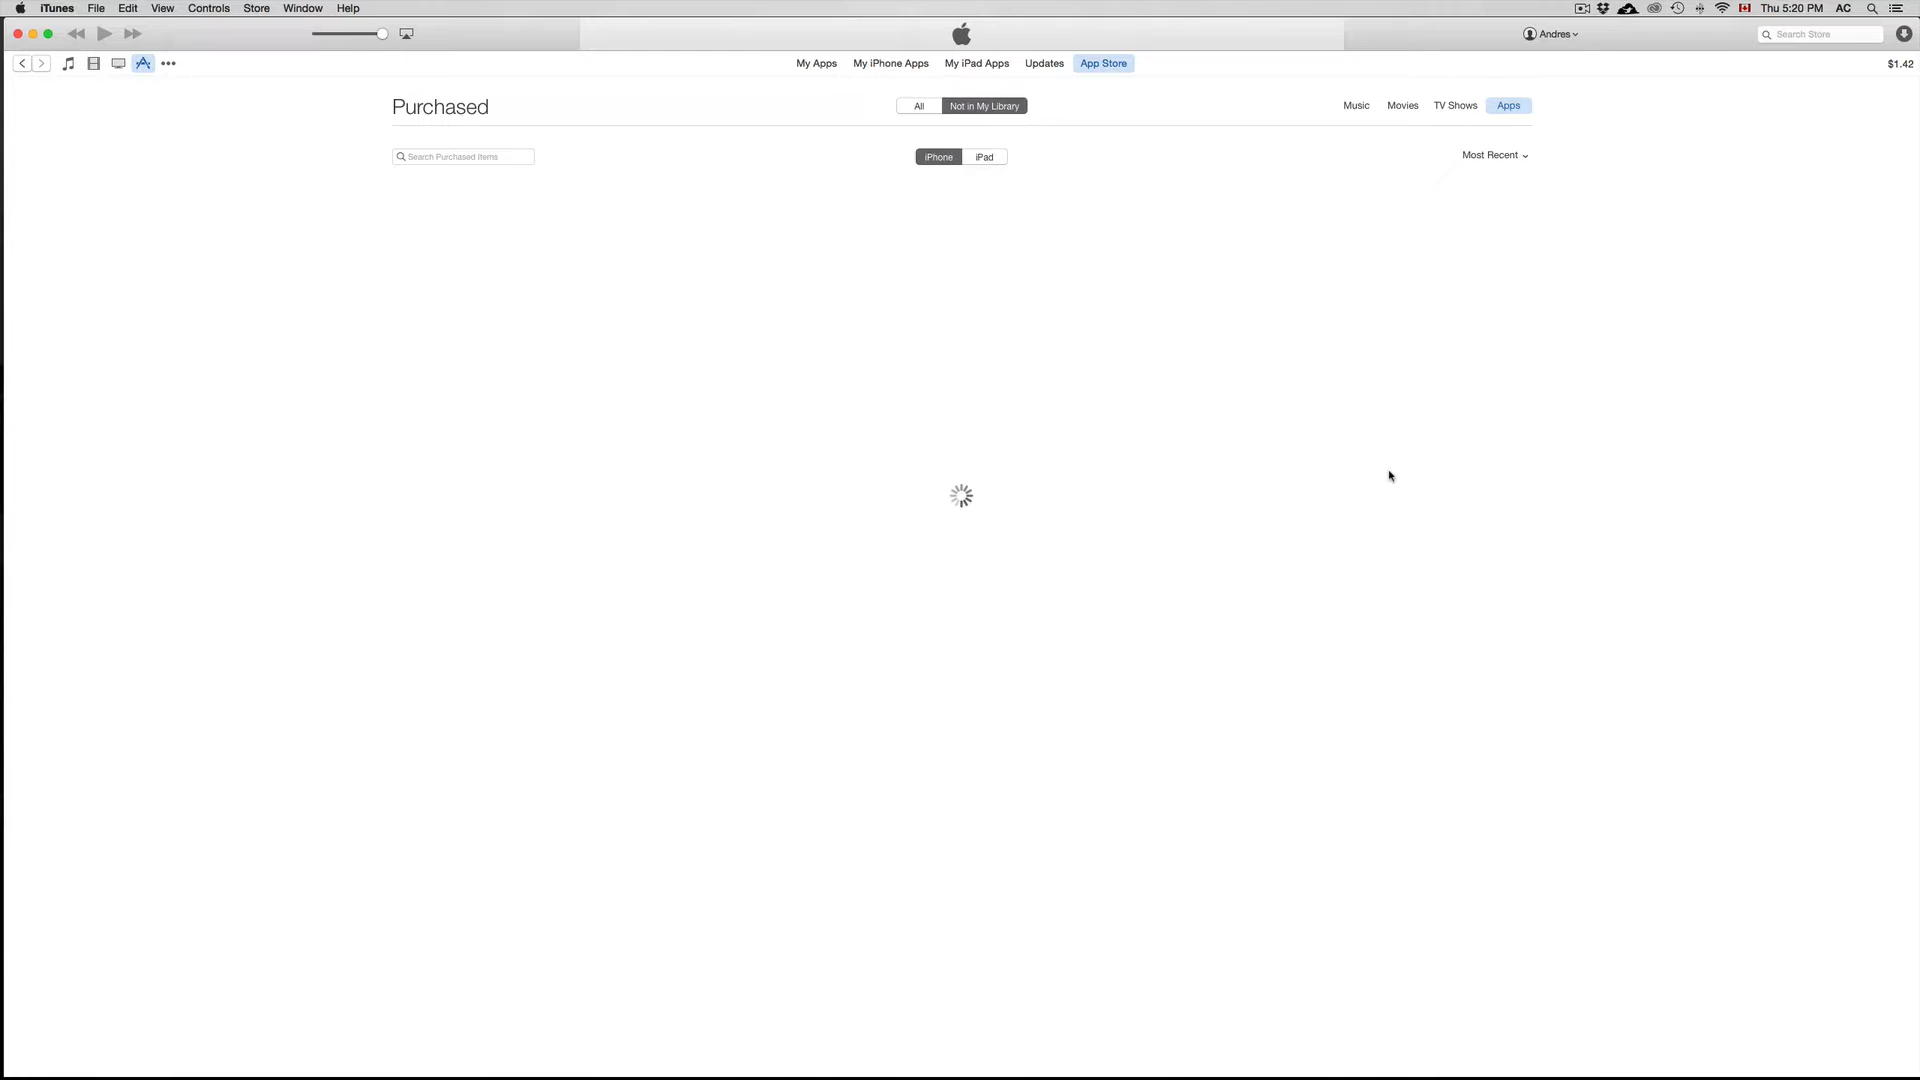 iTunes File Edit View Controls Store Window Help Thu 5:20 PM AC
Andres Search Store
My Apps My iPhone Apps My iPad Apps Updates App Store $1.42
Purchased All Not in My Library Music Movies TV Shows Apps
Search Purchased Items iPhone iPad Most Recent